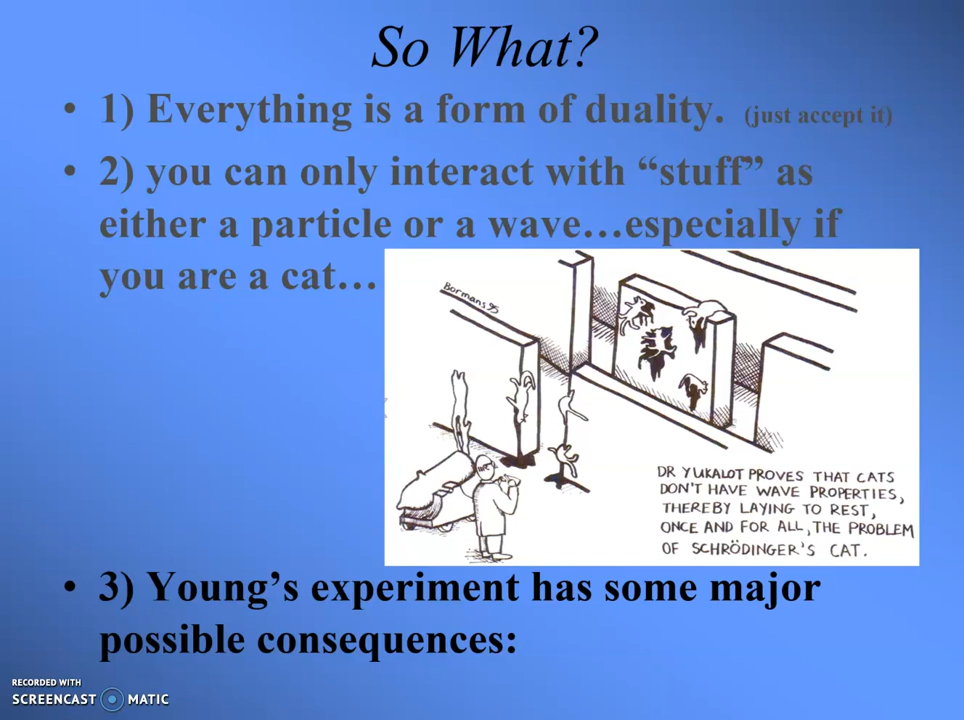 So What?
• 1) Everything is a form of duality. (just accept it)
• 2) you can only interact with “stuff” as
either a particle or a wave…especially if
you are a cat…
Bormans 95
DR YUKALOT PROVES THAT CATS
DON'T HAVE WAVE PROPERTIES,
THEREBY LAYING TO REST,
ONCE AND FOR ALL, THE PROBLEM
OF SCHRÖDINGER'S CAT.
• 3) Young’s experiment has some major
possible consequences:
RECORDED WITH
SCREENCAST MATIC